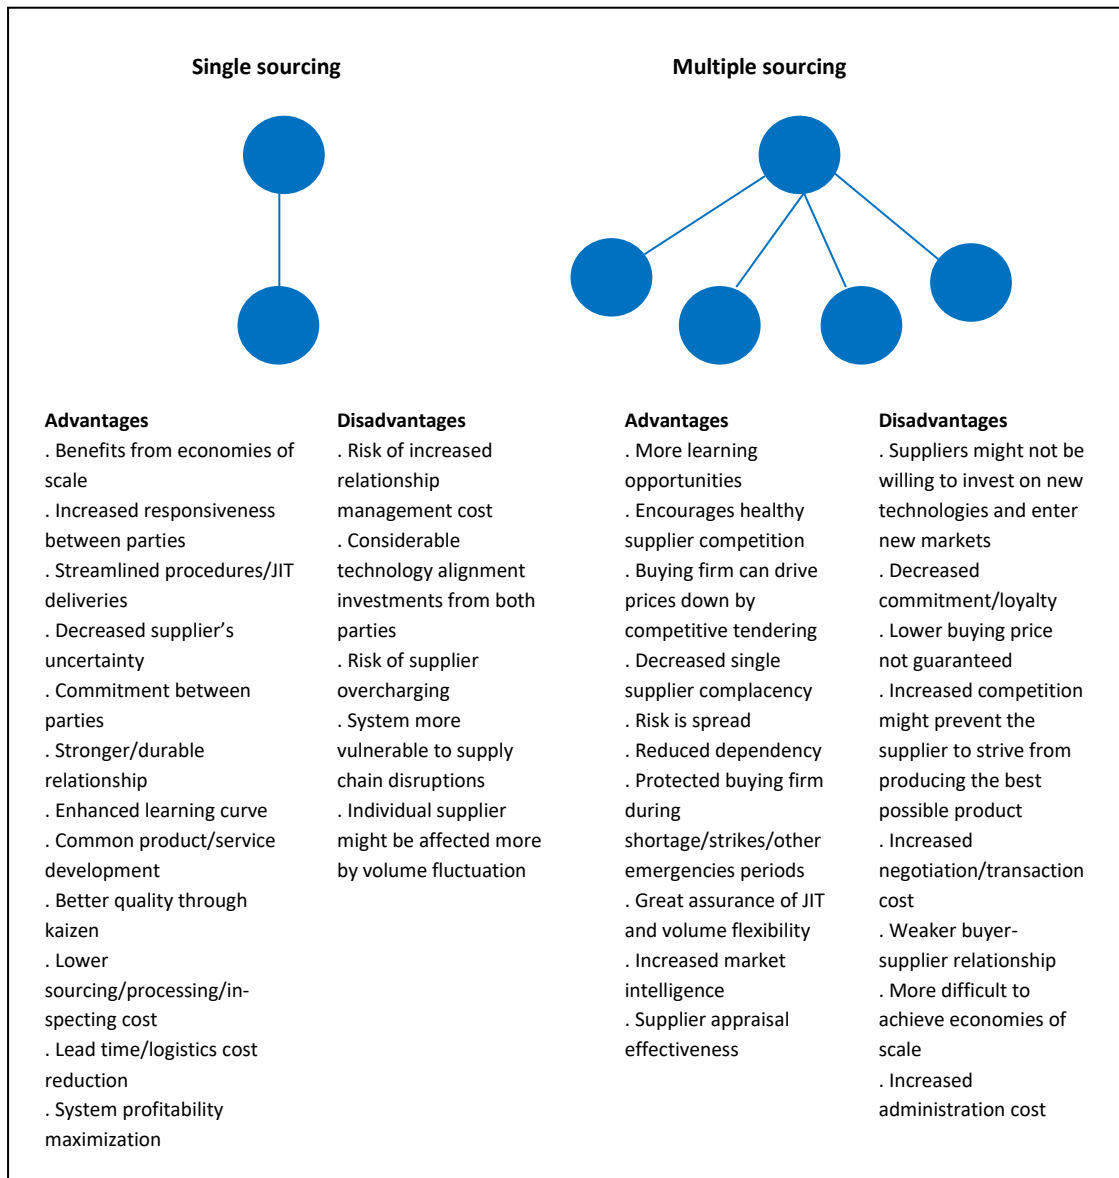 Single sourcing
Multiple sourcing
Advantages
. Benefits from economies of
scale
. Increased responsiveness
between parties
. Streamlined procedures/JIT
deliveries
. Decreased supplier’s
uncertainty
. Commitment between
parties
. Stronger/durable
relationship
. Enhanced learning curve
. Common product/service
development
. Better quality through
kaizen
. Lower
sourcing/processing/in-
specting cost
. Lead time/logistics cost
reduction
. System profitability
maximization
Disadvantages
. Risk of increased
relationship
management cost
. Considerable
technology alignment
investments from both
parties
. Risk of supplier
overcharging
. System more
vulnerable to supply
chain disruptions
. Individual supplier
might be affected more
by volume fluctuation
Advantages
. More learning
opportunities
. Encourages healthy
supplier competition
. Buying firm can drive
prices down by
competitive tendering
. Decreased single
supplier complacency
. Risk is spread
. Reduced dependency
. Protected buying firm
during
shortage/strikes/other
emergencies periods
. Great assurance of JIT
and volume flexibility
. Increased market
intelligence
. Supplier appraisal
effectiveness
Disadvantages
. Suppliers might not be
willing to invest on new
technologies and enter
new markets
. Decreased
commitment/loyalty
. Lower buying price
not guaranteed
. Increased competition
might prevent the
supplier to strive from
producing the best
possible product
. Increased
negotiation/transaction
cost
. Weaker buyer-
supplier relationship
. More difficult to
achieve economies of
scale
. Increased
administration cost